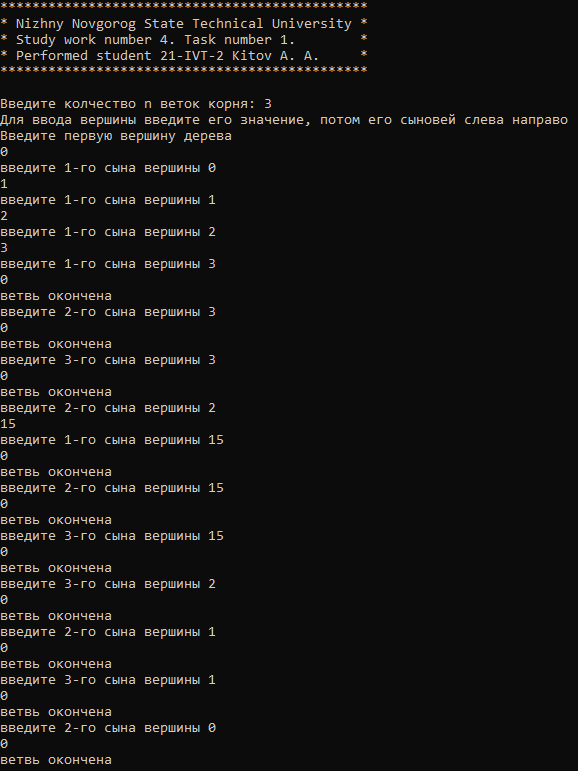 **********************************************
* Nizhny Novgorog State Technical University *
* Study work number 4. Task number 1.        *
* Performed student 21-IVT-2 Kitov A. A.     *
**********************************************
Введите колчество n веток корня: 3
Для ввода вершины введите его значение, потом его сыновей слева направо
Введите первую вершину дерева
0
введите 1-го сына вершины 0
1
введите 1-го сына вершины 1
2
введите 1-го сына вершины 2
3
введите 1-го сына вершины 3
0
ветвь окончена
введите 2-го сына вершины 3
0
ветвь окончена
введите 3-го сына вершины 3
0
ветвь окончена
введите 2-го сына вершины 2
15
введите 1-го сына вершины 15
0
ветвь окончена
введите 2-го сына вершины 15
0
ветвь окончена
введите 3-го сына вершины 15
0
ветвь окончена
введите 3-го сына вершины 2
0
ветвь окончена
введите 2-го сына вершины 1
0
ветвь окончена
введите 3-го сына вершины 1
0
ветвь окончена
введите 2-го сына вершины 0
0
ветвь окончена